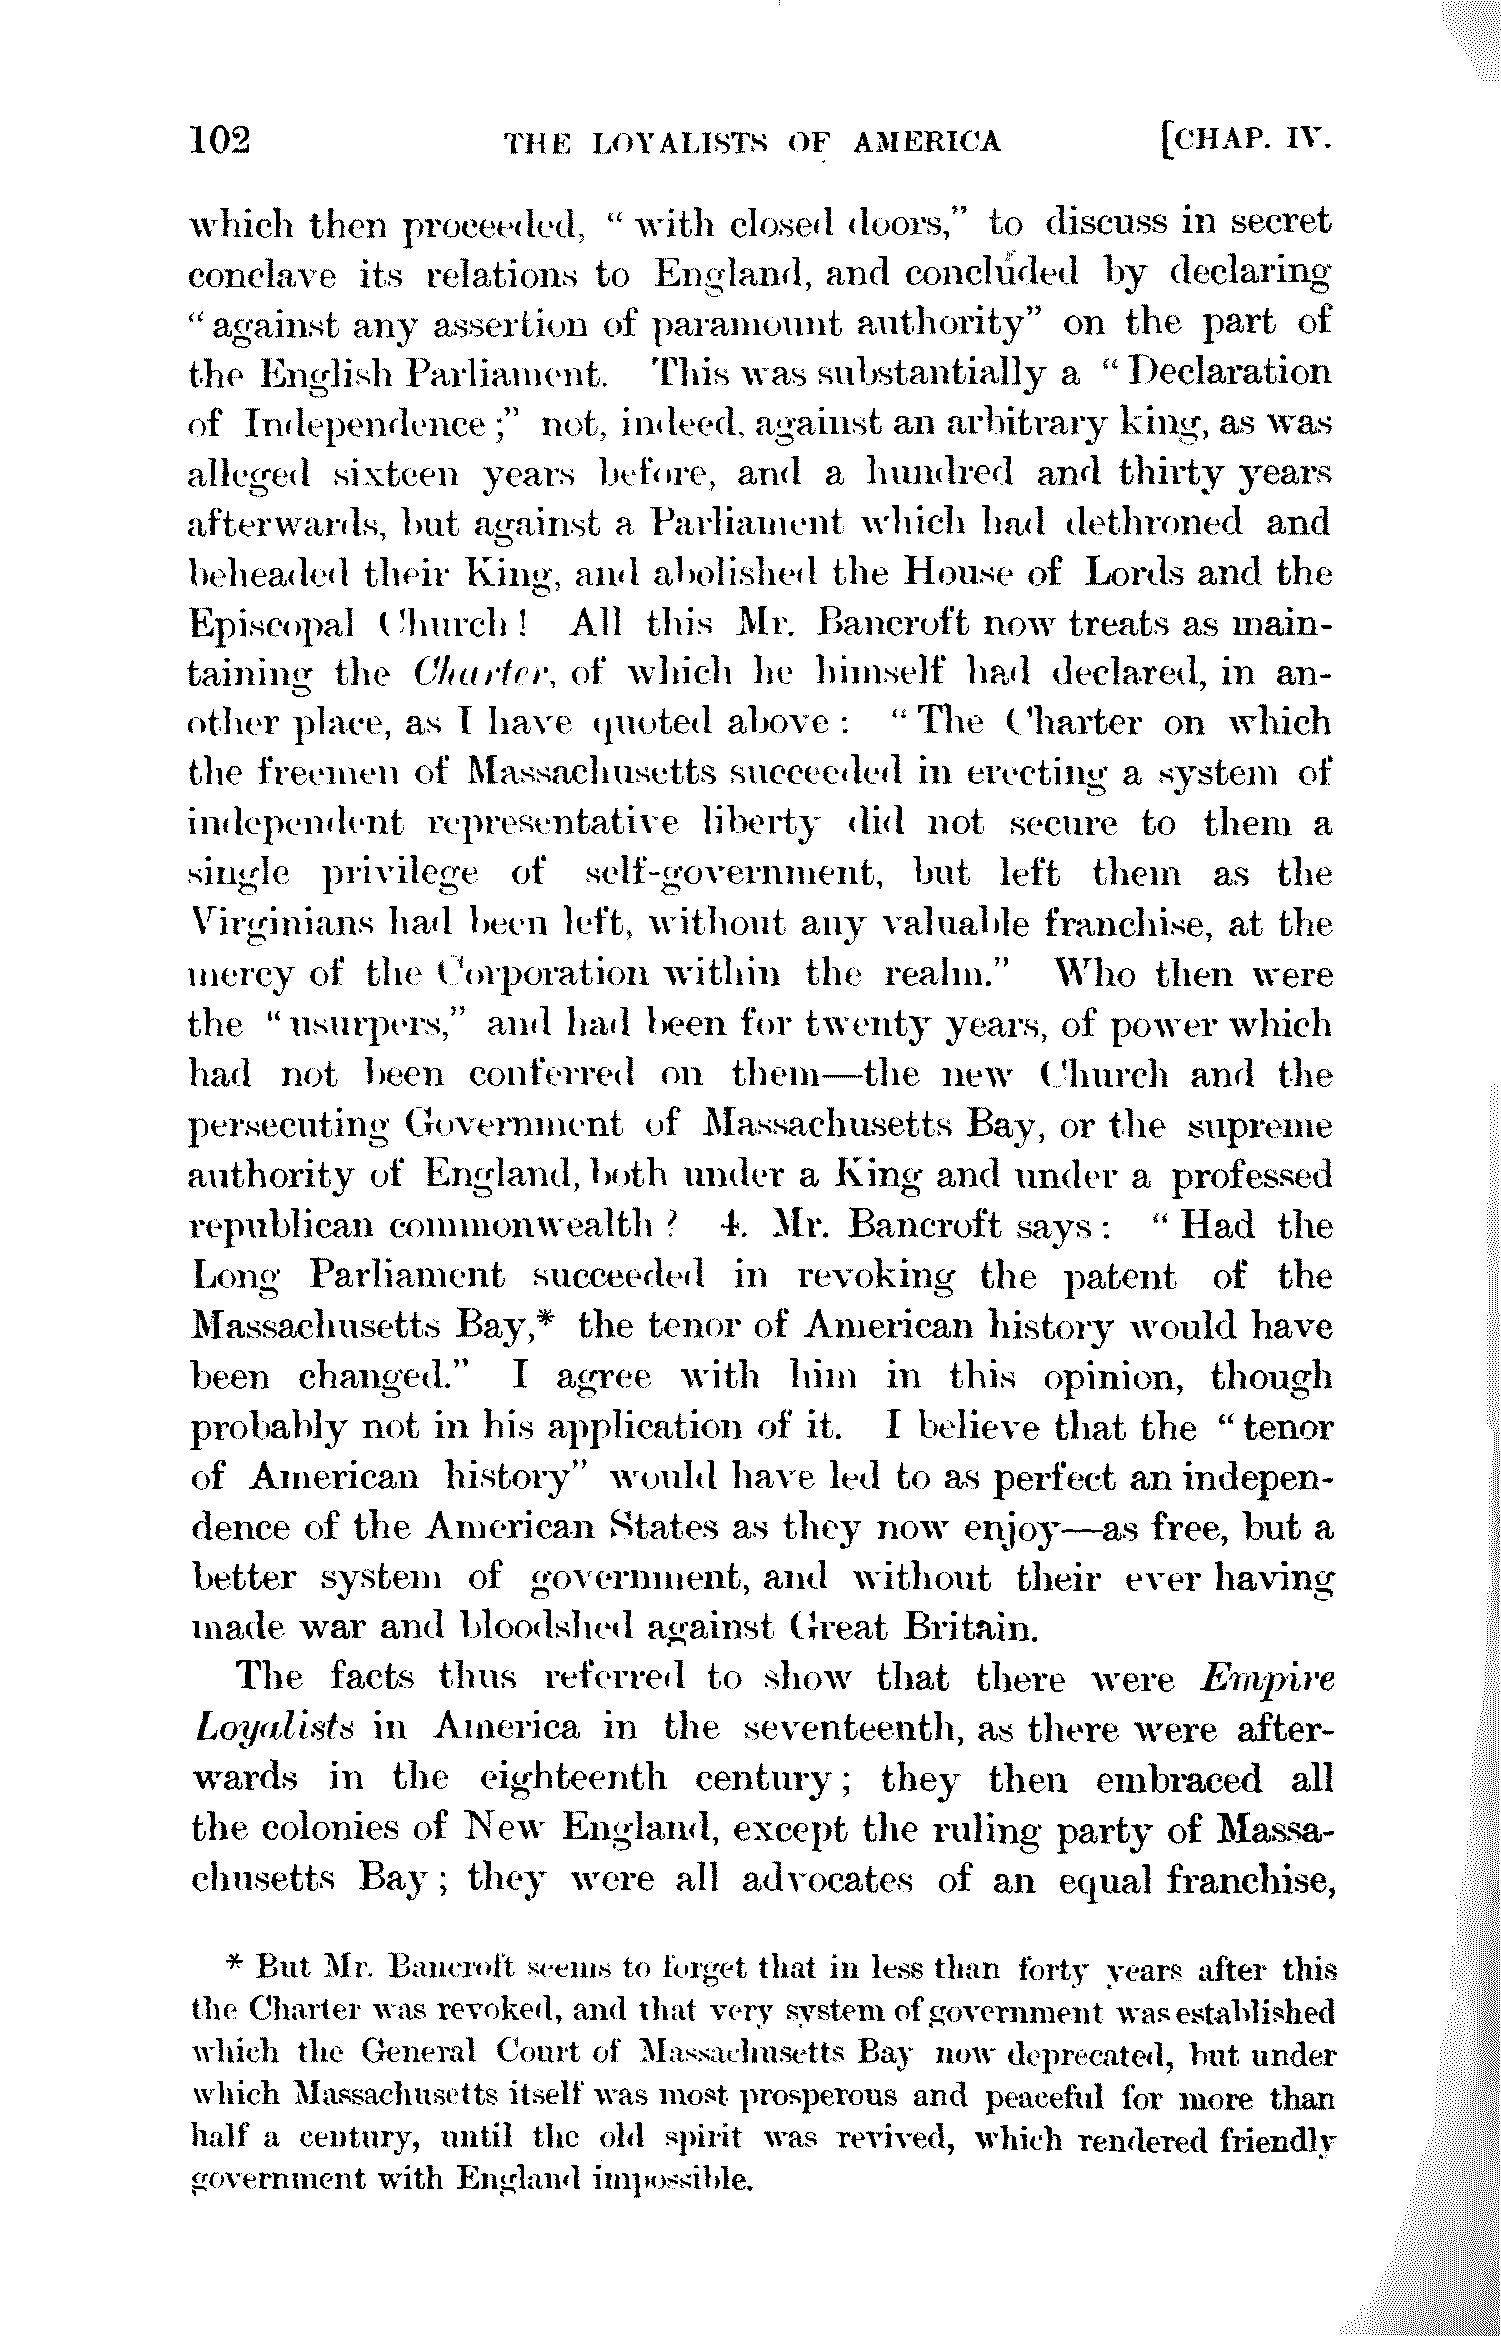 102 THE LOYALISTS OF AMERICA [CHAP. IV.
which then proceeded, " with closed doors," to discuss in secret
conclave its relations to England, and concluded by declaring
" against any assertion of paramount authority" on the part of
the English Parliament. This was substantially a " Declaration
of Independence ;" not, indeed, against an arbitrary king, as was
alleged sixteen years before, and a hundred and thirty years
afterwards, but against a Parliament which had dethroned and
beheaded their King, and abolished the House of Lords and the
Episcopal Church ! All this Mr. Bancroft now treats as main-
taining the Charter, of which he himself had declared, in an-
other place, as I have quoted above : " The Charter on which
the freemen of Massachusetts succeeded in erecting a system of
independent representative liberty did not secure to them a
single privilege of self-government, but left them as the
Virginians had been left, without any valuable franchise, at the
mercy of the Corporation within the realm." Who then were
the " usurpers," and had been for twenty years, of power which
had not been conferred on them—the new Church and the
persecuting Government of Massachusetts Bay, or the supreme
authority of England, both under a King and under a professed
republican commonwealth ? 4. Mr. Bancroft says : " Had the
Long Parliament succeeded in revoking the patent of the
Massachusetts Bay,* the tenor of American history would have
been changed." I agree with him in this opinion, though
probably not in his application of it. I believe that the " tenor
of American history" would have led to as perfect an indepen-
dence of the American States as they now enjoy—as free, but a
better system of government, and without their ever having
made war and bloodshed against Great Britain.
The facts thus referred to show that there were Empire
Loyalists in America in the seventeenth, as there were after-
wards in the eighteenth century ; they then embraced all
the colonies of New England, except the ruling party of Massa-
chusetts Bay ; they were all advocates of an equal franchise,
* But Mr. Bancroft seems to forget that in less than forty years after this
the Charter was revoked, and that very system of government was established
which the General Court of Massachusetts Bay now deprecated, but under
which Massachusetts itself was most prosperous and peaceful for more than
half a century, until the old spirit was revived, which rendered friendly
government with England impossible.